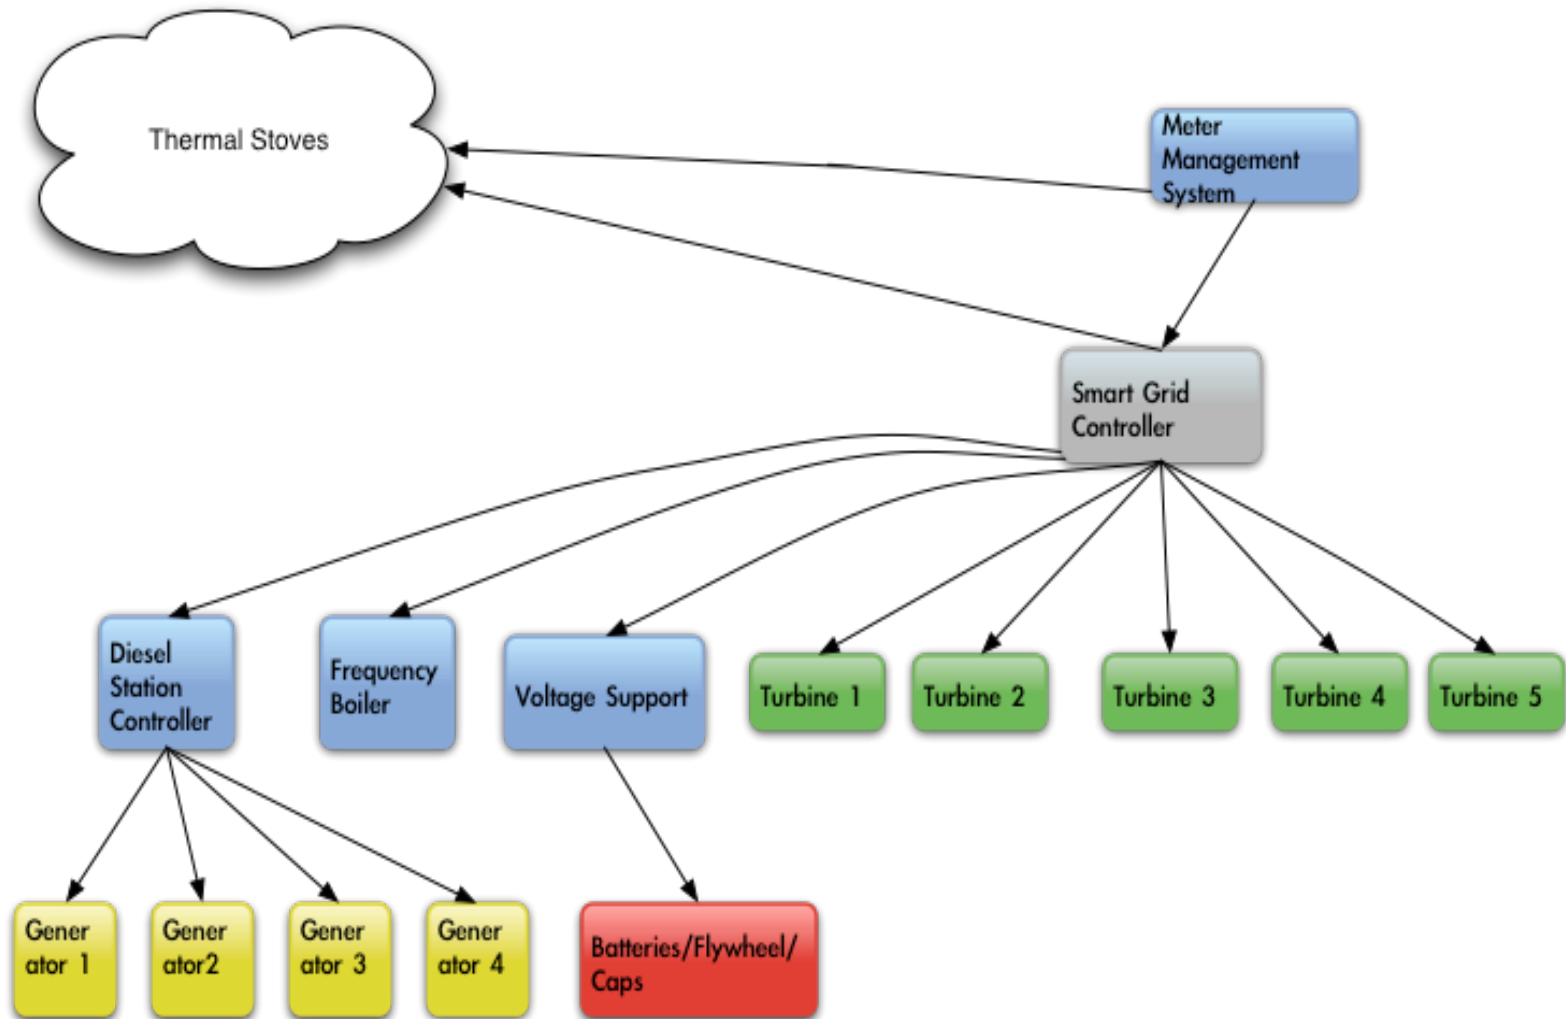 Thermal Stoves
Meter
Management
System
Smart Grid
Controller
Diesel
Station
Controller
Frequency
Boiler
Voltage Support
Turbine 1
Turbine 2
Turbine 3
Turbine 4
Turbine 5
Gener
ator 1
Gener
ator2
Gener
ator 3
Gener
ator 4
Batteries/Flywheel/
Caps